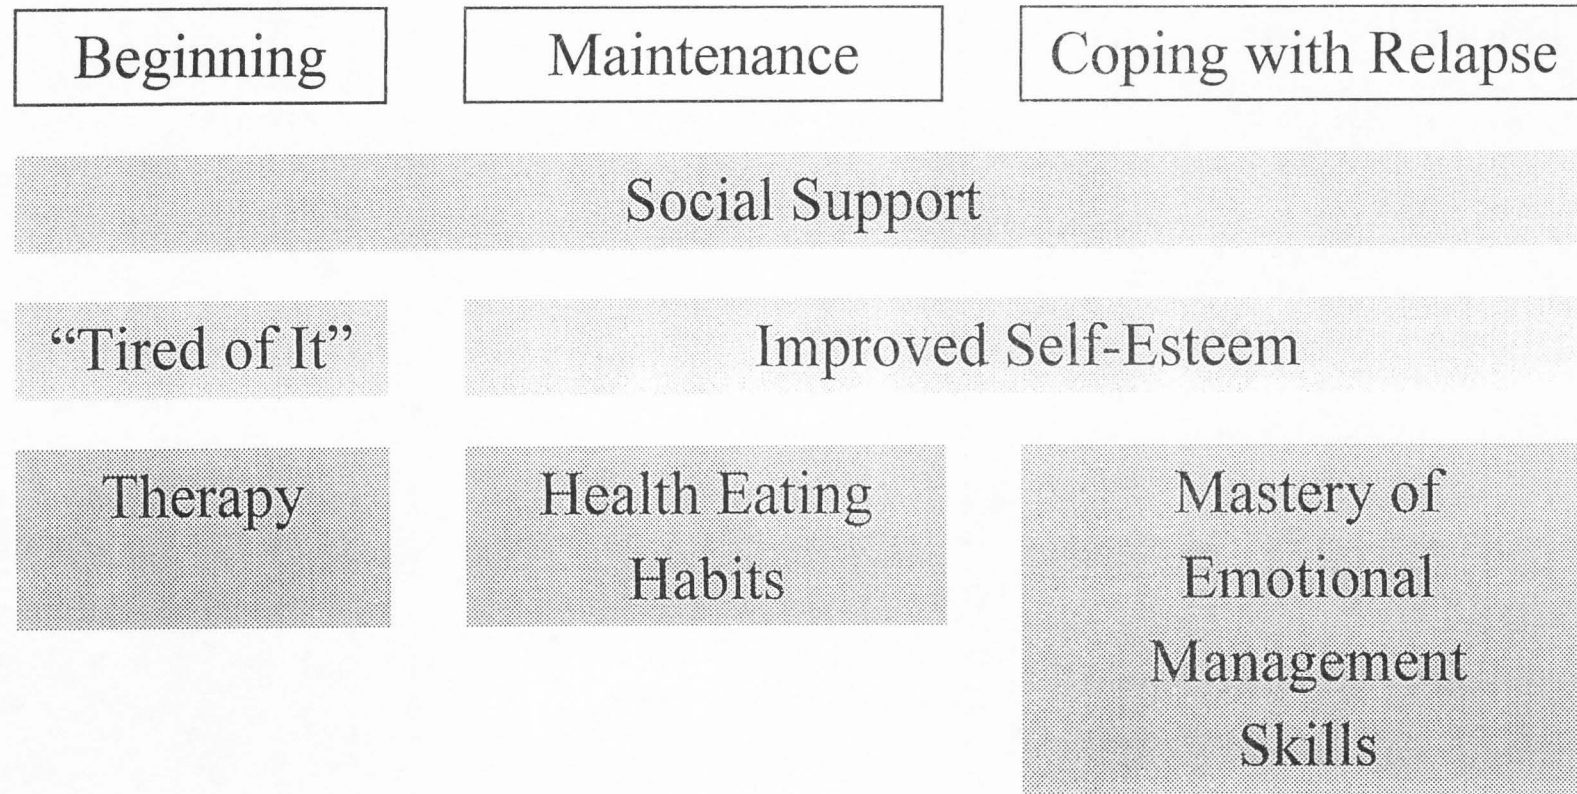 Beginning
Maintenance
Coping with Relapse
Social Support
“Tired of It”
Improved Self-Esteem
Therapy
Health Eating
Habits
Mastery of
Emotional
Management
Skills